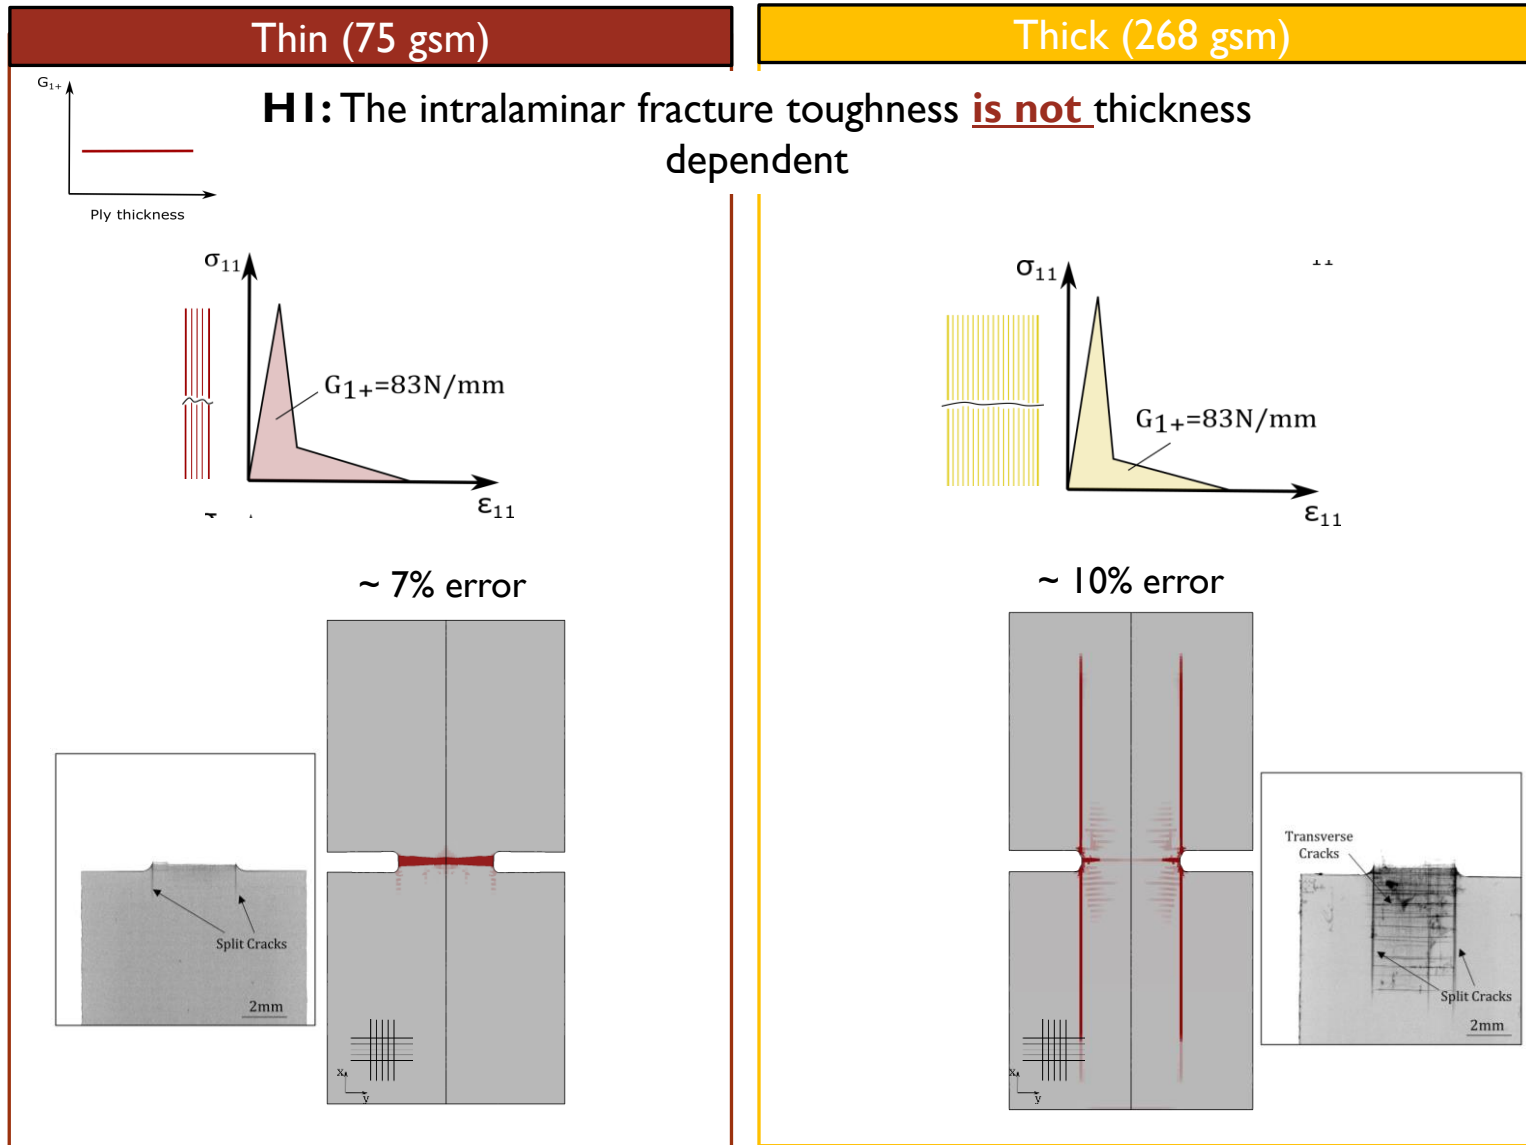 Thin (75 gsm)
Thick (268 gsm)
G1+
Ply thickness
H1: The intralaminar fracture toughness is not thickness
dependent
σ11
G1+=83N/mm
ε11
σ11
11
G1+=83N/mm
ε11
~ 7% error
~ 10% error
Split Cracks
2mm
x
y
Transverse
Cracks
Split Cracks
2mm
x
y